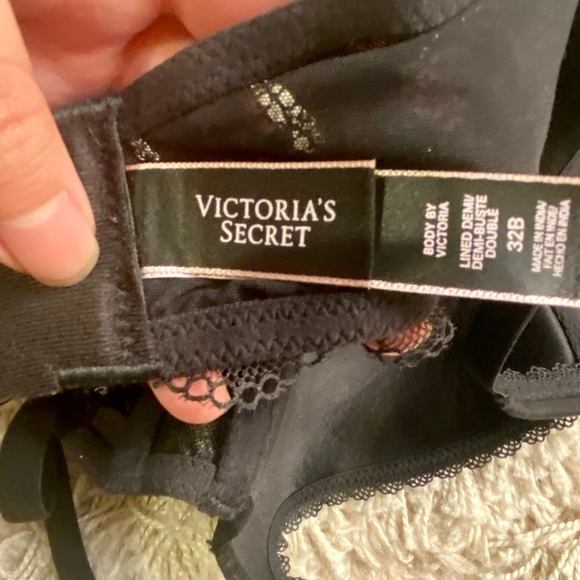 VICTORIA'S
SECRET
BODY BY
VICTORIA
LINED DEMI/
DEMI-BUSTE
DOUBLÉ
32B
MADE IN INDIA/
FAIT EN INDE/
HECHO EN INDIA